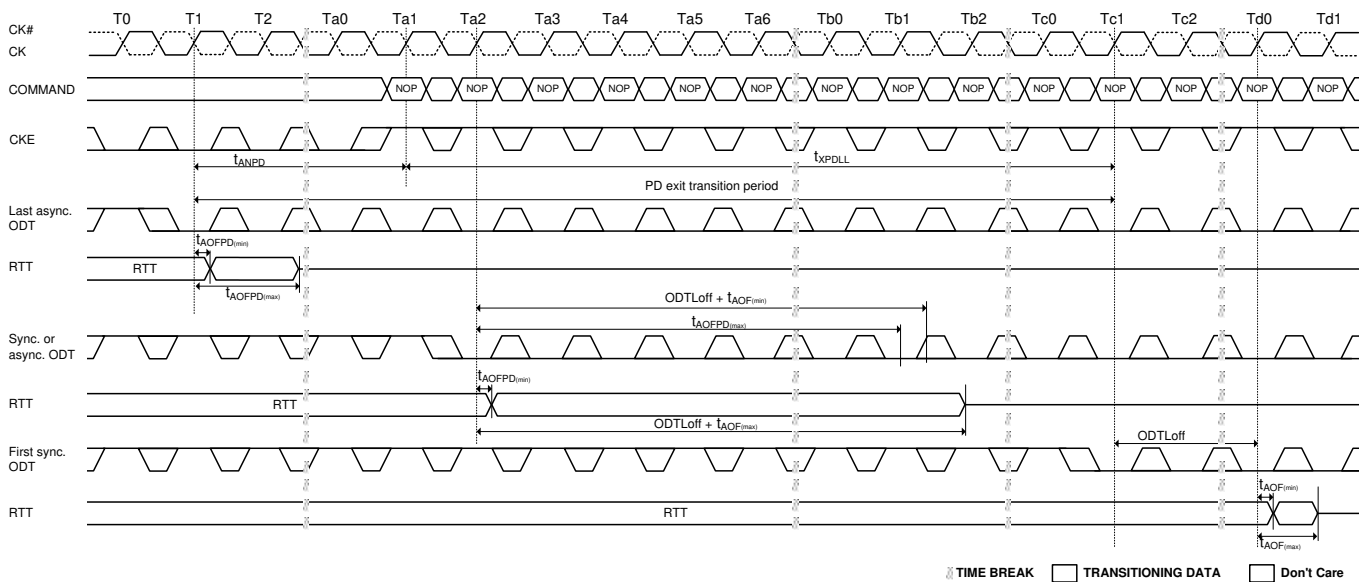 T0 T1 T2 Ta0 Ta1 Ta2 Ta3 Ta4 Ta5 Ta6 Tb0 Tb1 Tb2 Tc0 Tc1 Tc2 Td0 Td1
CK#
CK
COMMAND NOP NOP NOP NOP NOP NOP NOP NOP NOP NOP NOP NOP NOP NOP
CKE
tANPD tXPDLL
PD exit transition period
Last async.
ODT
tAOFPD(min)
RTT RTT
tAOFPD(max)
ODTLoff + tAOF(min)
tAOFPD(max)
Sync. or
async. ODT
tAOFPD(min)
RTT RTT
ODTLoff + tAOF(max)
ODTLoff
First sync.
ODT
tAOF(min)
RTT RTT
tAOF(max)
TIME BREAK TRANSITIONING DATA Don't Care